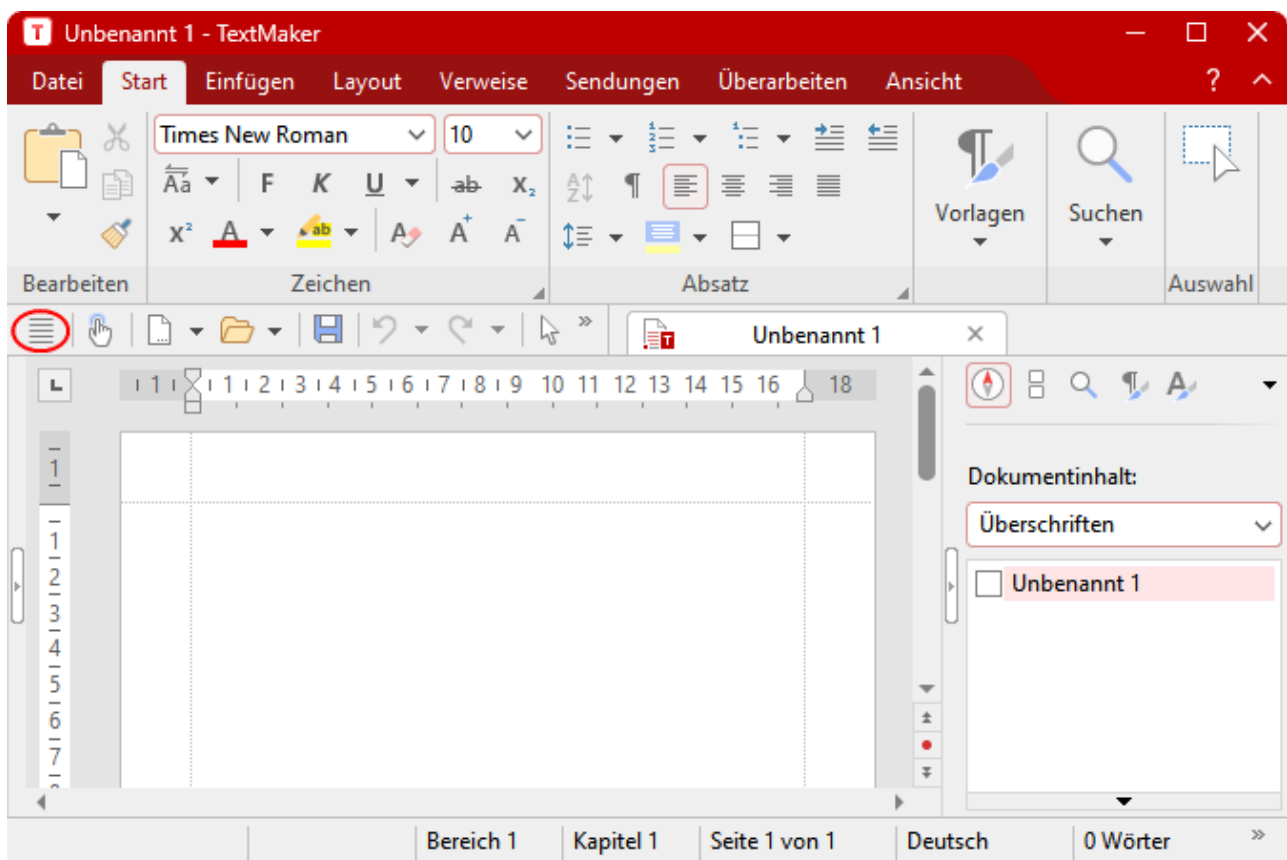 Unbenannt 1 - TextMaker
Datei Start Einfügen Layout Verweise Sendungen Überarbeiten Ansicht ?
Times New Roman 10
Aa F K U ab X₂
X² A ab A A⁺ A⁻
Vorlagen Suchen
Bearbeiten Zeichen Absatz Auswahl
Unbenannt 1
1 1 2 3 4 5 6 7 8 9 10 11 12 13 14 15 16 18
1
1
2
3
4
5
6
7
Dokumentinhalt:
Überschriften
Unbenannt 1
Bereich 1 Kapitel 1 Seite 1 von 1 Deutsch 0 Wörter